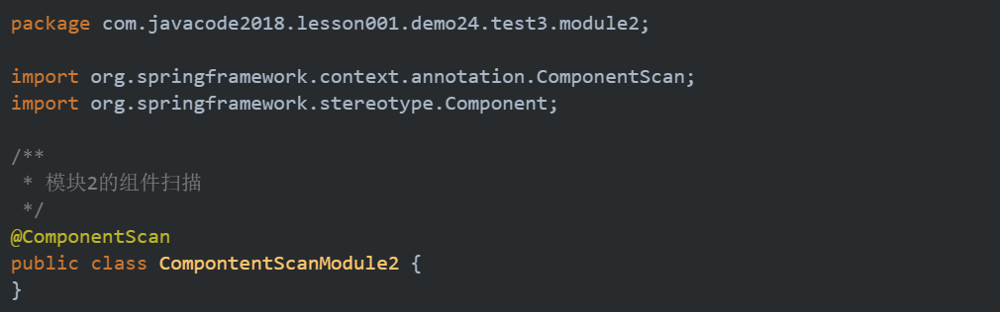 package com.javacode2018.lesson001.demo24.test3.module2;
import org.springframework.context.annotation.ComponentScan;
import org.springframework.stereotype.Component;
/**
* 模块2的组件扫描
*/
@ComponentScan
public class CompontentScanModule2 {
}